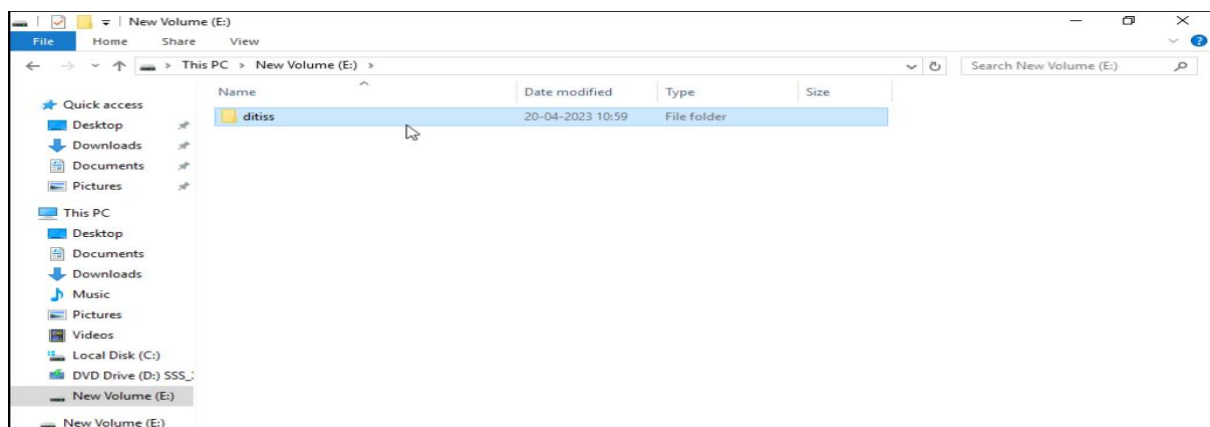 New Volume (E:)
File Home Share View
This PC > New Volume (E:) >
Search New Volume (E:)
Name Date modified Type Size
ditiss 20-04-2023 10:59 File folder
Quick access
Desktop
Downloads
Documents
Pictures
This PC
Desktop
Documents
Downloads
Music
Pictures
Videos
Local Disk (C:)
DVD Drive (D:) SSS_
New Volume (E:)
New Volume (E:)